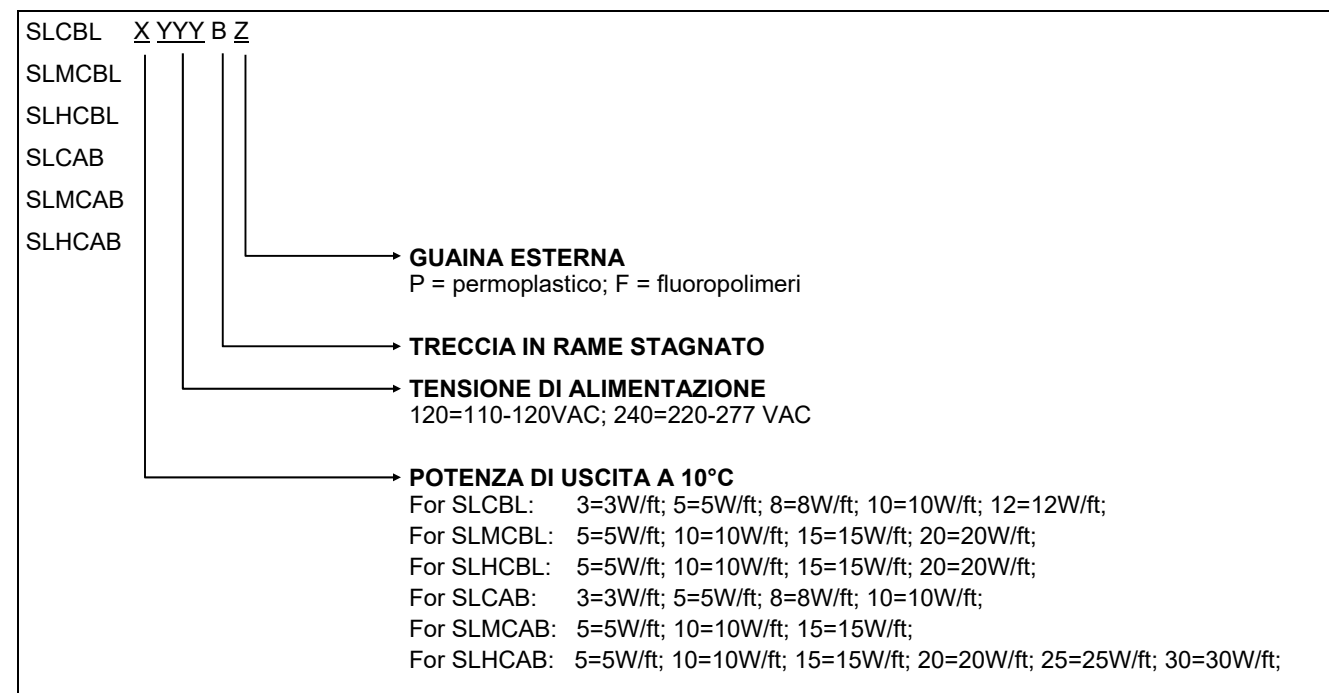 SLCBL X YYY B Z
SLMCBL
SLHCBL
SLCAB
SLMCAB
SLHCAB
GUAINA ESTERNA
P = permoplastico; F = fluoropolimeri
TRECCIA IN RAME STAGNATO
TENSIONE DI ALIMENTAZIONE
120=110-120VAC; 240=220-277 VAC
POTENZA DI USCITA A 10°C
For SLCBL: 3=3W/ft; 5=5W/ft; 8=8W/ft; 10=10W/ft; 12=12W/ft;
For SLMCBL: 5=5W/ft; 10=10W/ft; 15=15W/ft; 20=20W/ft;
For SLHCBL: 5=5W/ft; 10=10W/ft; 15=15W/ft; 20=20W/ft;
For SLCAB: 3=3W/ft; 5=5W/ft; 8=8W/ft; 10=10W/ft;
For SLMCAB: 5=5W/ft; 10=10W/ft; 15=15W/ft;
For SLHCAB: 5=5W/ft; 10=10W/ft; 15=15W/ft; 20=20W/ft; 25=25W/ft; 30=30W/ft;